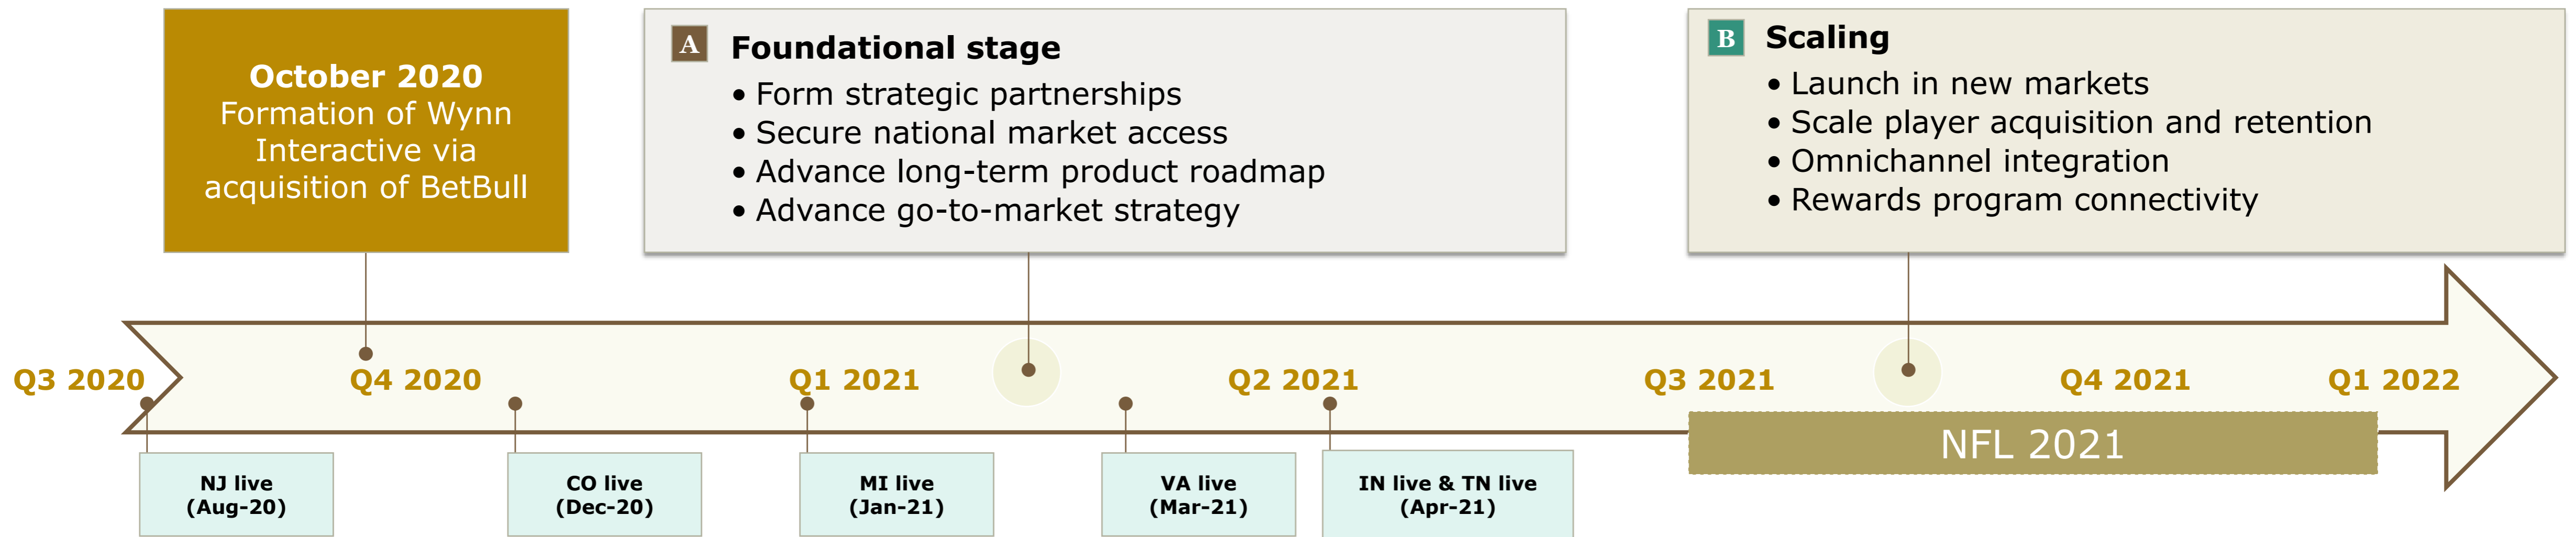 October 2020
Formation of Wynn
Interactive via
acquisition of BetBull
A Foundational stage
• Form strategic partnerships
• Secure national market access
• Advance long-term product roadmap
• Advance go-to-market strategy
B Scaling
• Launch in new markets
• Scale player acquisition and retention
• Omnichannel integration
• Rewards program connectivity
Q3 2020
Q4 2020
Q1 2021
Q2 2021
Q3 2021
Q4 2021
Q1 2022
NFL 2021
NJ live
(Aug-20)
CO live
(Dec-20)
MI live
(Jan-21)
VA live
(Mar-21)
IN live & TN live
(Apr-21)